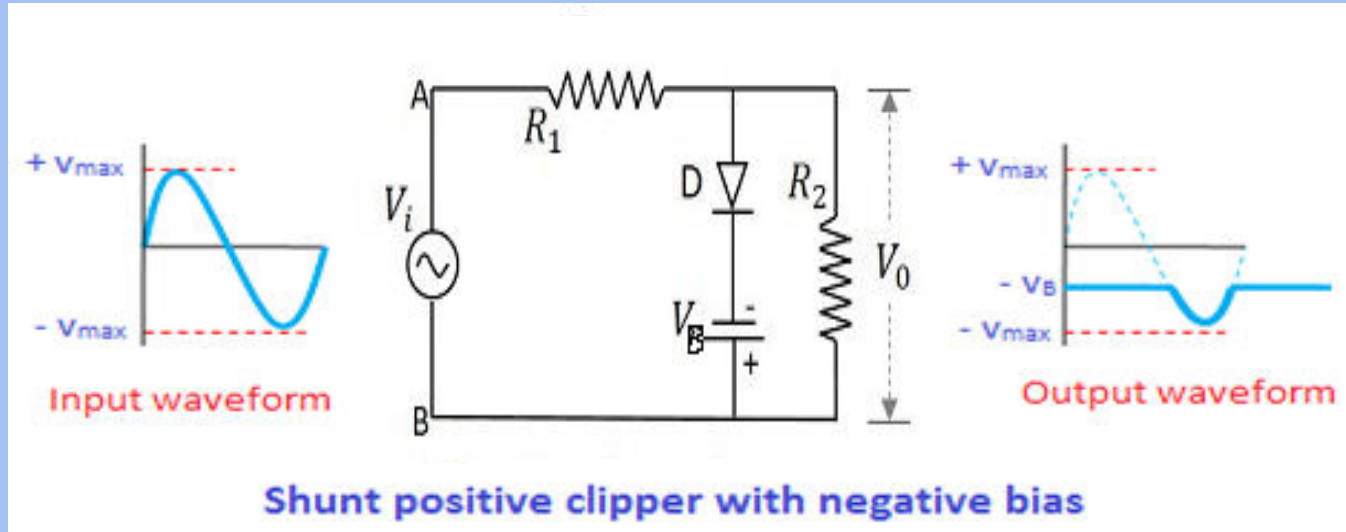 + Vmax
- Vmax
Input waveform
A
R1
Vi
D
R2
V0
VB
-
+
B
+ Vmax
- VB
- Vmax
Output waveform
Shunt positive clipper with negative bias